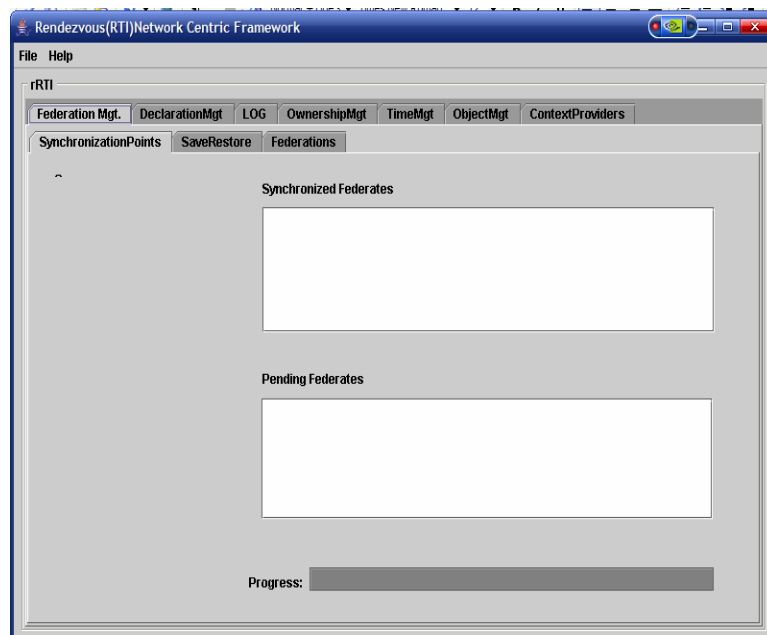 Rendezvous(RTI)Network Centric Framework
File Help
rRTI
Federation Mgt. DeclarationMgt LOG OwnershipMgt TimeMgt ObjectMgt ContextProviders
SynchronizationPoints SaveRestore Federations
Synchronized Federates
Pending Federates
Progress: